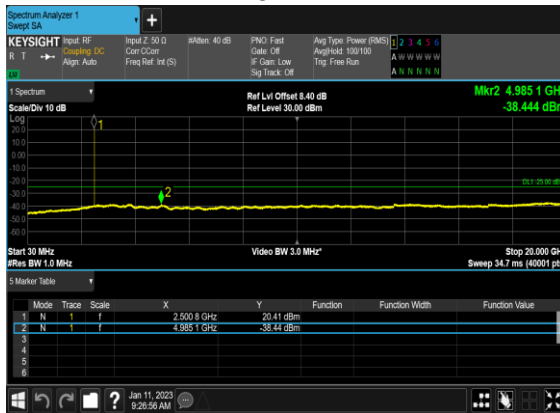 Spectrum Analyzer 1
Swept SA
+
KEYSIGHT Input: RF Input Z: 50 Ω #Atten: 40 dB PNO: Fast Avg Type: Power (RMS) 1 2 3 4 5 6
R T Coupling: DC Corr CCorr Gate: Off Avg|Hold: 100/100 A W W W W W
Align: Auto Freq Ref: Int (S) IF Gain: Low Trig: Free Run
Sig Track: Off A N N N N N
1 Spectrum Ref Lvl Offset 8.40 dB Mkr2 4.985 1 GH
Scale/Div 10 dB Ref Level 30.00 dBm -38.444 dBr
Log
20.0
10.0
0.00
-10.0
-20.0
-30.0
-40.0
-50.0
-60.0
1
2
Start 30 MHz Video BW 3.0 MHz* Stop 20.000 GH
#Res BW 1.0 MHz Sweep 34.7 ms (40001 pt
5 Marker Table
Mode Trace Scale X Y Function Function Width Function Value
1 N 1 f 2.500 8 GHz 20.41 dBm
2 N 1 f 4.985 1 GHz -38.44 dBm
3
4
5
6
? Jan 11, 2023
9:26:56 AM